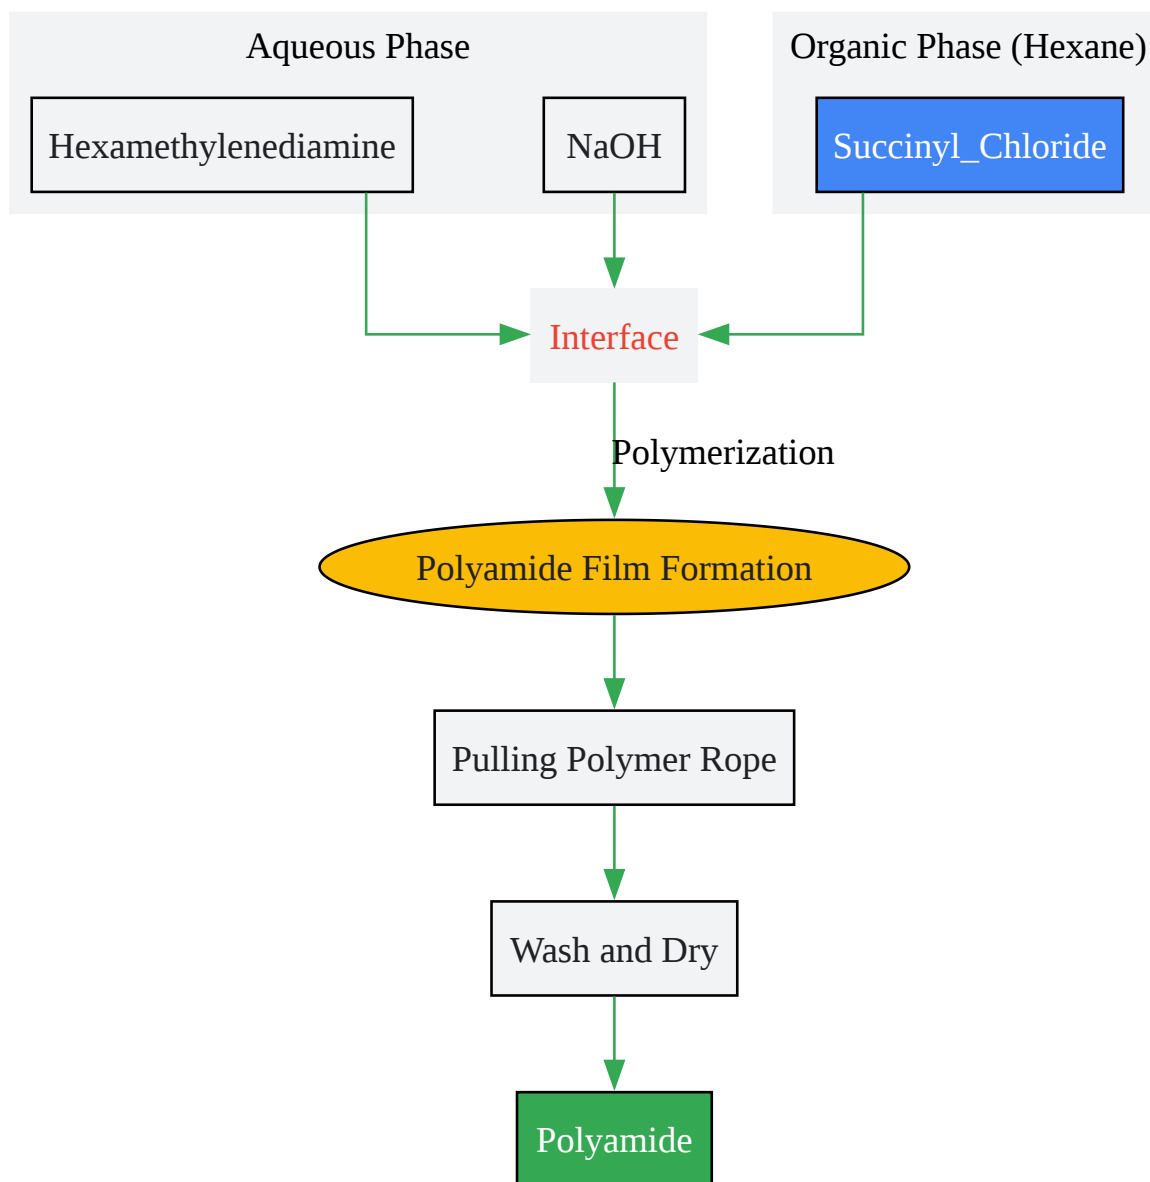 Aqueous Phase
Organic Phase (Hexane)
Hexamethylenediamine
NaOH
Succinyl_Chloride
Interface
Polymerization
Polyamide Film Formation
Pulling Polymer Rope
Wash and Dry
Polyamide